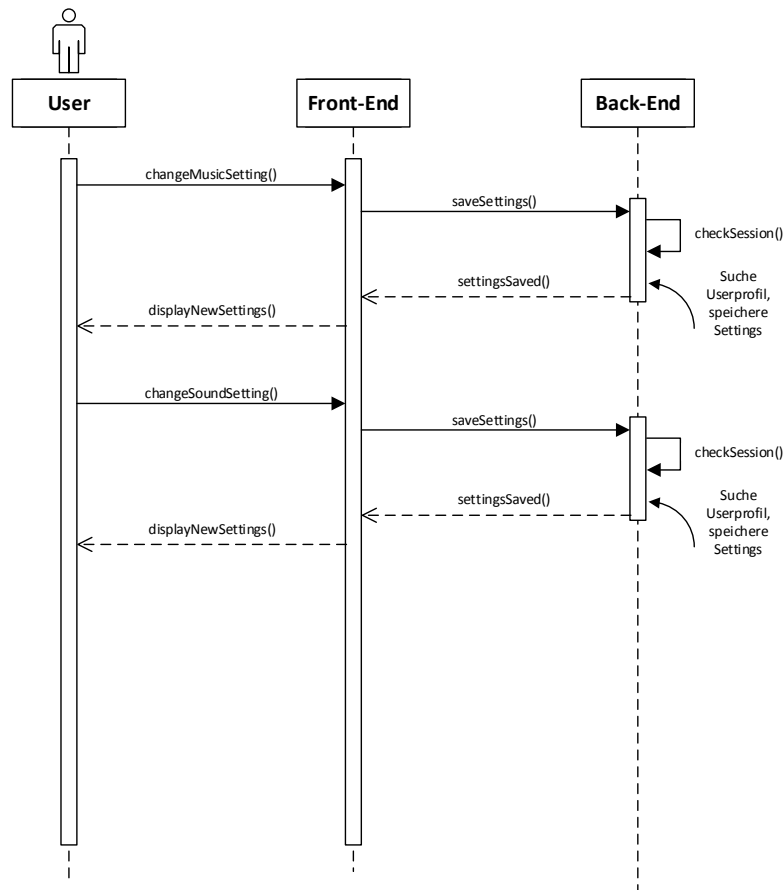 User
Front-End
Back-End
changeMusicSetting()
saveSettings()
checkSession()
settingsSaved()
Suche
Userprofil,
speichere
Settings
displayNewSettings()
changeSoundSetting()
saveSettings()
checkSession()
settingsSaved()
Suche
Userprofil,
speichere
Settings
displayNewSettings()